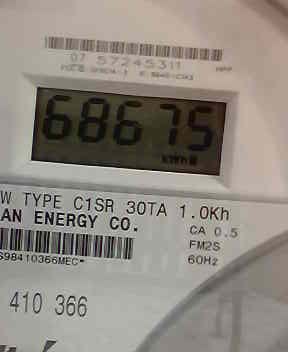 07 57245311
68675
kWh
W TYPE C1SR 30TA 1.0Kh
AN ENERGY CO.
CA 0.5
FM2S
S98410366MEC
60Hz
410 366